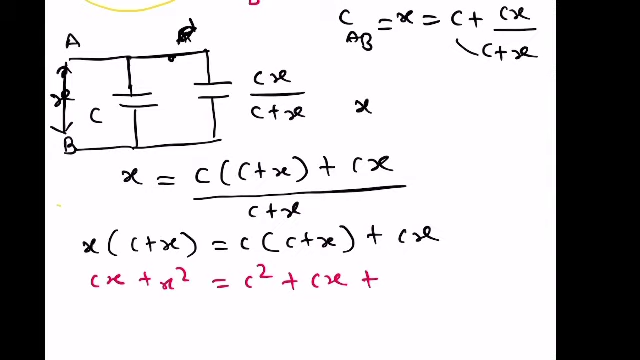 C_AB = x = C + Cx/(C+x)
A
x
C
B
Cx/(C+x)
x
x = (C(C+x) + Cx)/(C+x)
x(C+x) = C(C+x) + Cx
Cx + x² = C² + Cx +